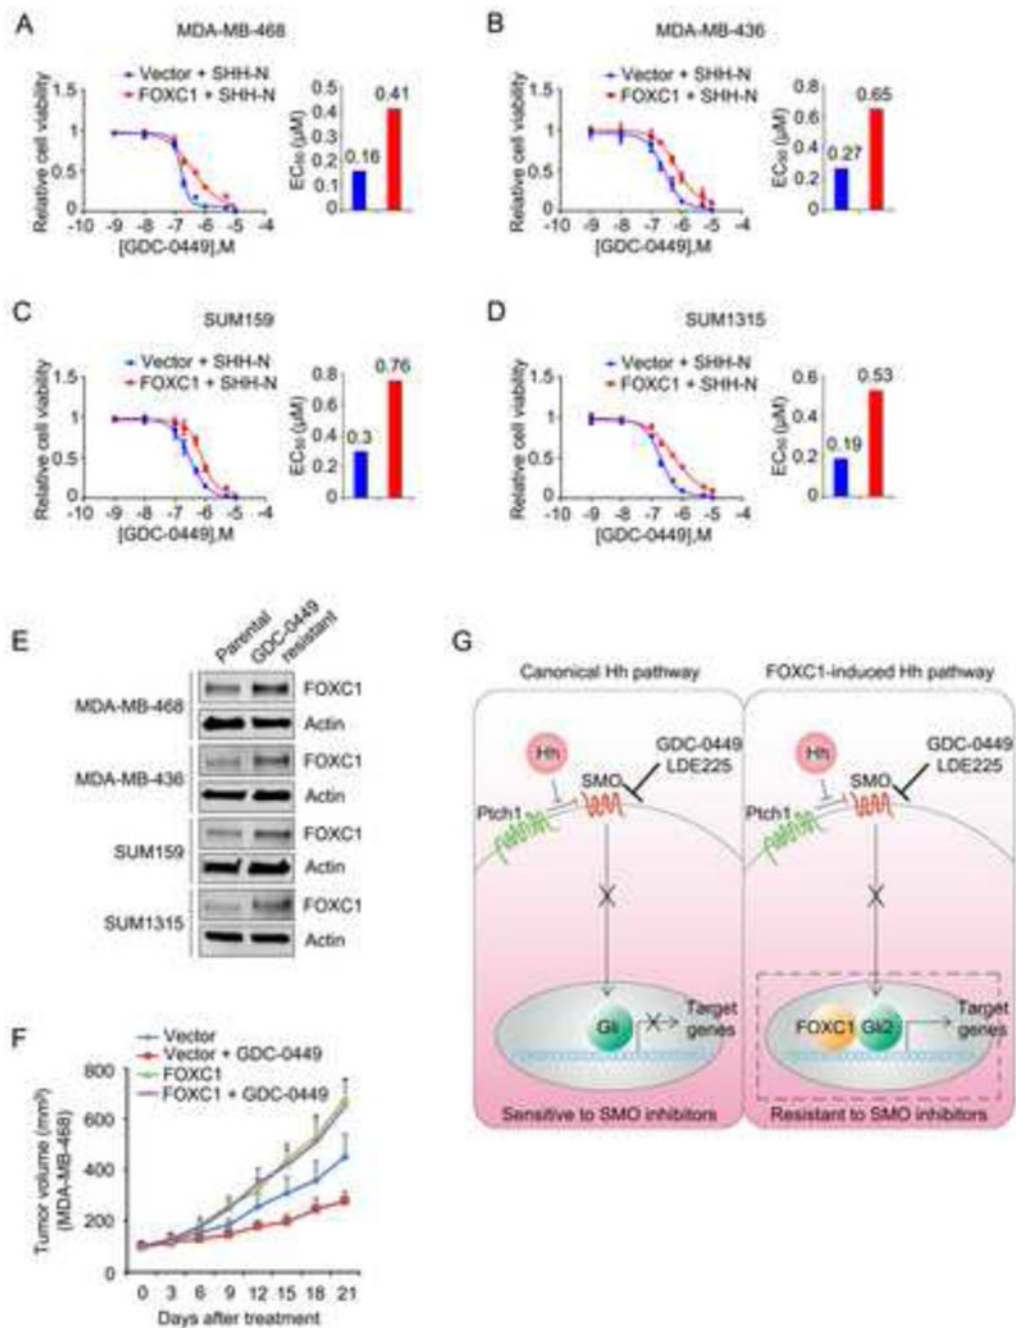 A
MDA-MB-468
Vector + SHH-N
FOXC1 + SHH-N
Relative cell viability
1.5
1
0.5
0
-10 -9 -8 -7 -6 -5 -4
[GDC-0449],M
EC50 (μM)
0.5
0.4
0.3
0.2
0.1
0.16
0.41
B
MDA-MB-436
Vector + SHH-N
FOXC1 + SHH-N
Relative cell viability
1.5
1
0.5
0
-10 -9 -8 -7 -6 -5 -4
[GDC-0449],M
EC50 (μM)
0.8
0.6
0.4
0.2
0
0.27
0.65
C
SUM159
Vector + SHH-N
FOXC1 + SHH-N
Relative cell viability
1.5
1
0.5
0
-10 -9 -8 -7 -6 -5 -4
[GDC-0449],M
EC50 (μM)
0.8
0.6
0.4
0.2
0
0.3
0.76
D
SUM1315
Vector + SHH-N
FOXC1 + SHH-N
Relative cell viability
1.5
1
0.5
0
-10 -9 -8 -7 -6 -5 -4
[GDC-0449],M
EC50 (μM)
0.6
0.4
0.2
0
0.19
0.53
E
Parental
GDC-0449
resistant
MDA-MB-468
FOXC1
Actin
MDA-MB-436
FOXC1
Actin
SUM159
FOXC1
Actin
SUM1315
FOXC1
Actin
F
Vector
Vector + GDC-0449
FOXC1
FOXC1 + GDC-0449
Tumor volume (mm³)
(MDA-MB-468)
800
600
400
200
0
0 3 6 9 12 15 18 21
Days after treatment
G
Canonical Hh pathway
Hh
GDC-0449
LDE225
SMO
Ptch1
Gli
Target
genes
Sensitive to SMO inhibitors
FOXC1-induced Hh pathway
Hh
GDC-0449
LDE225
SMO
Ptch1
FOXC1
Gli2
Target
genes
Resistant to SMO inhibitors